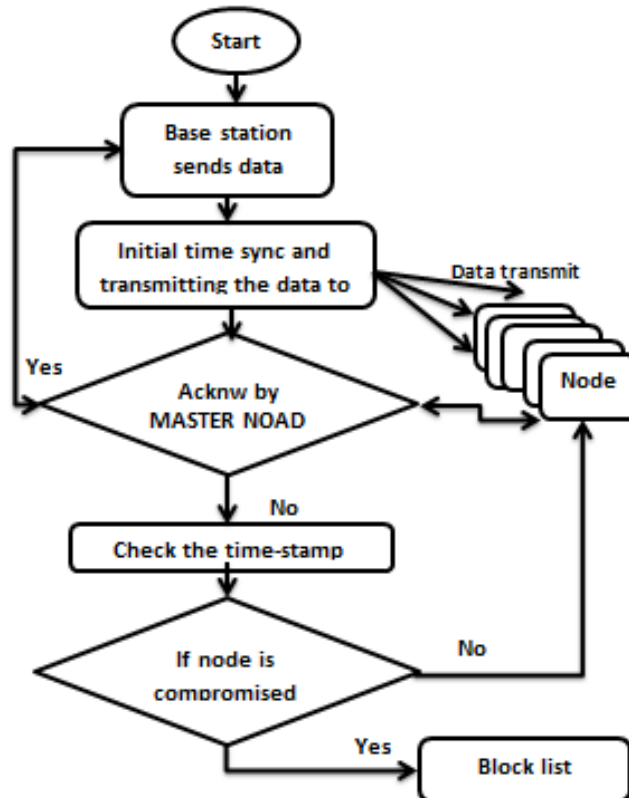 Start
Base station
sends data
Initial time sync and
transmitting the data to
Data transmit
Node
Yes
Acknw by
MASTER NOAD
No
Check the time-stamp
If node is
compromised
No
Yes
Block list